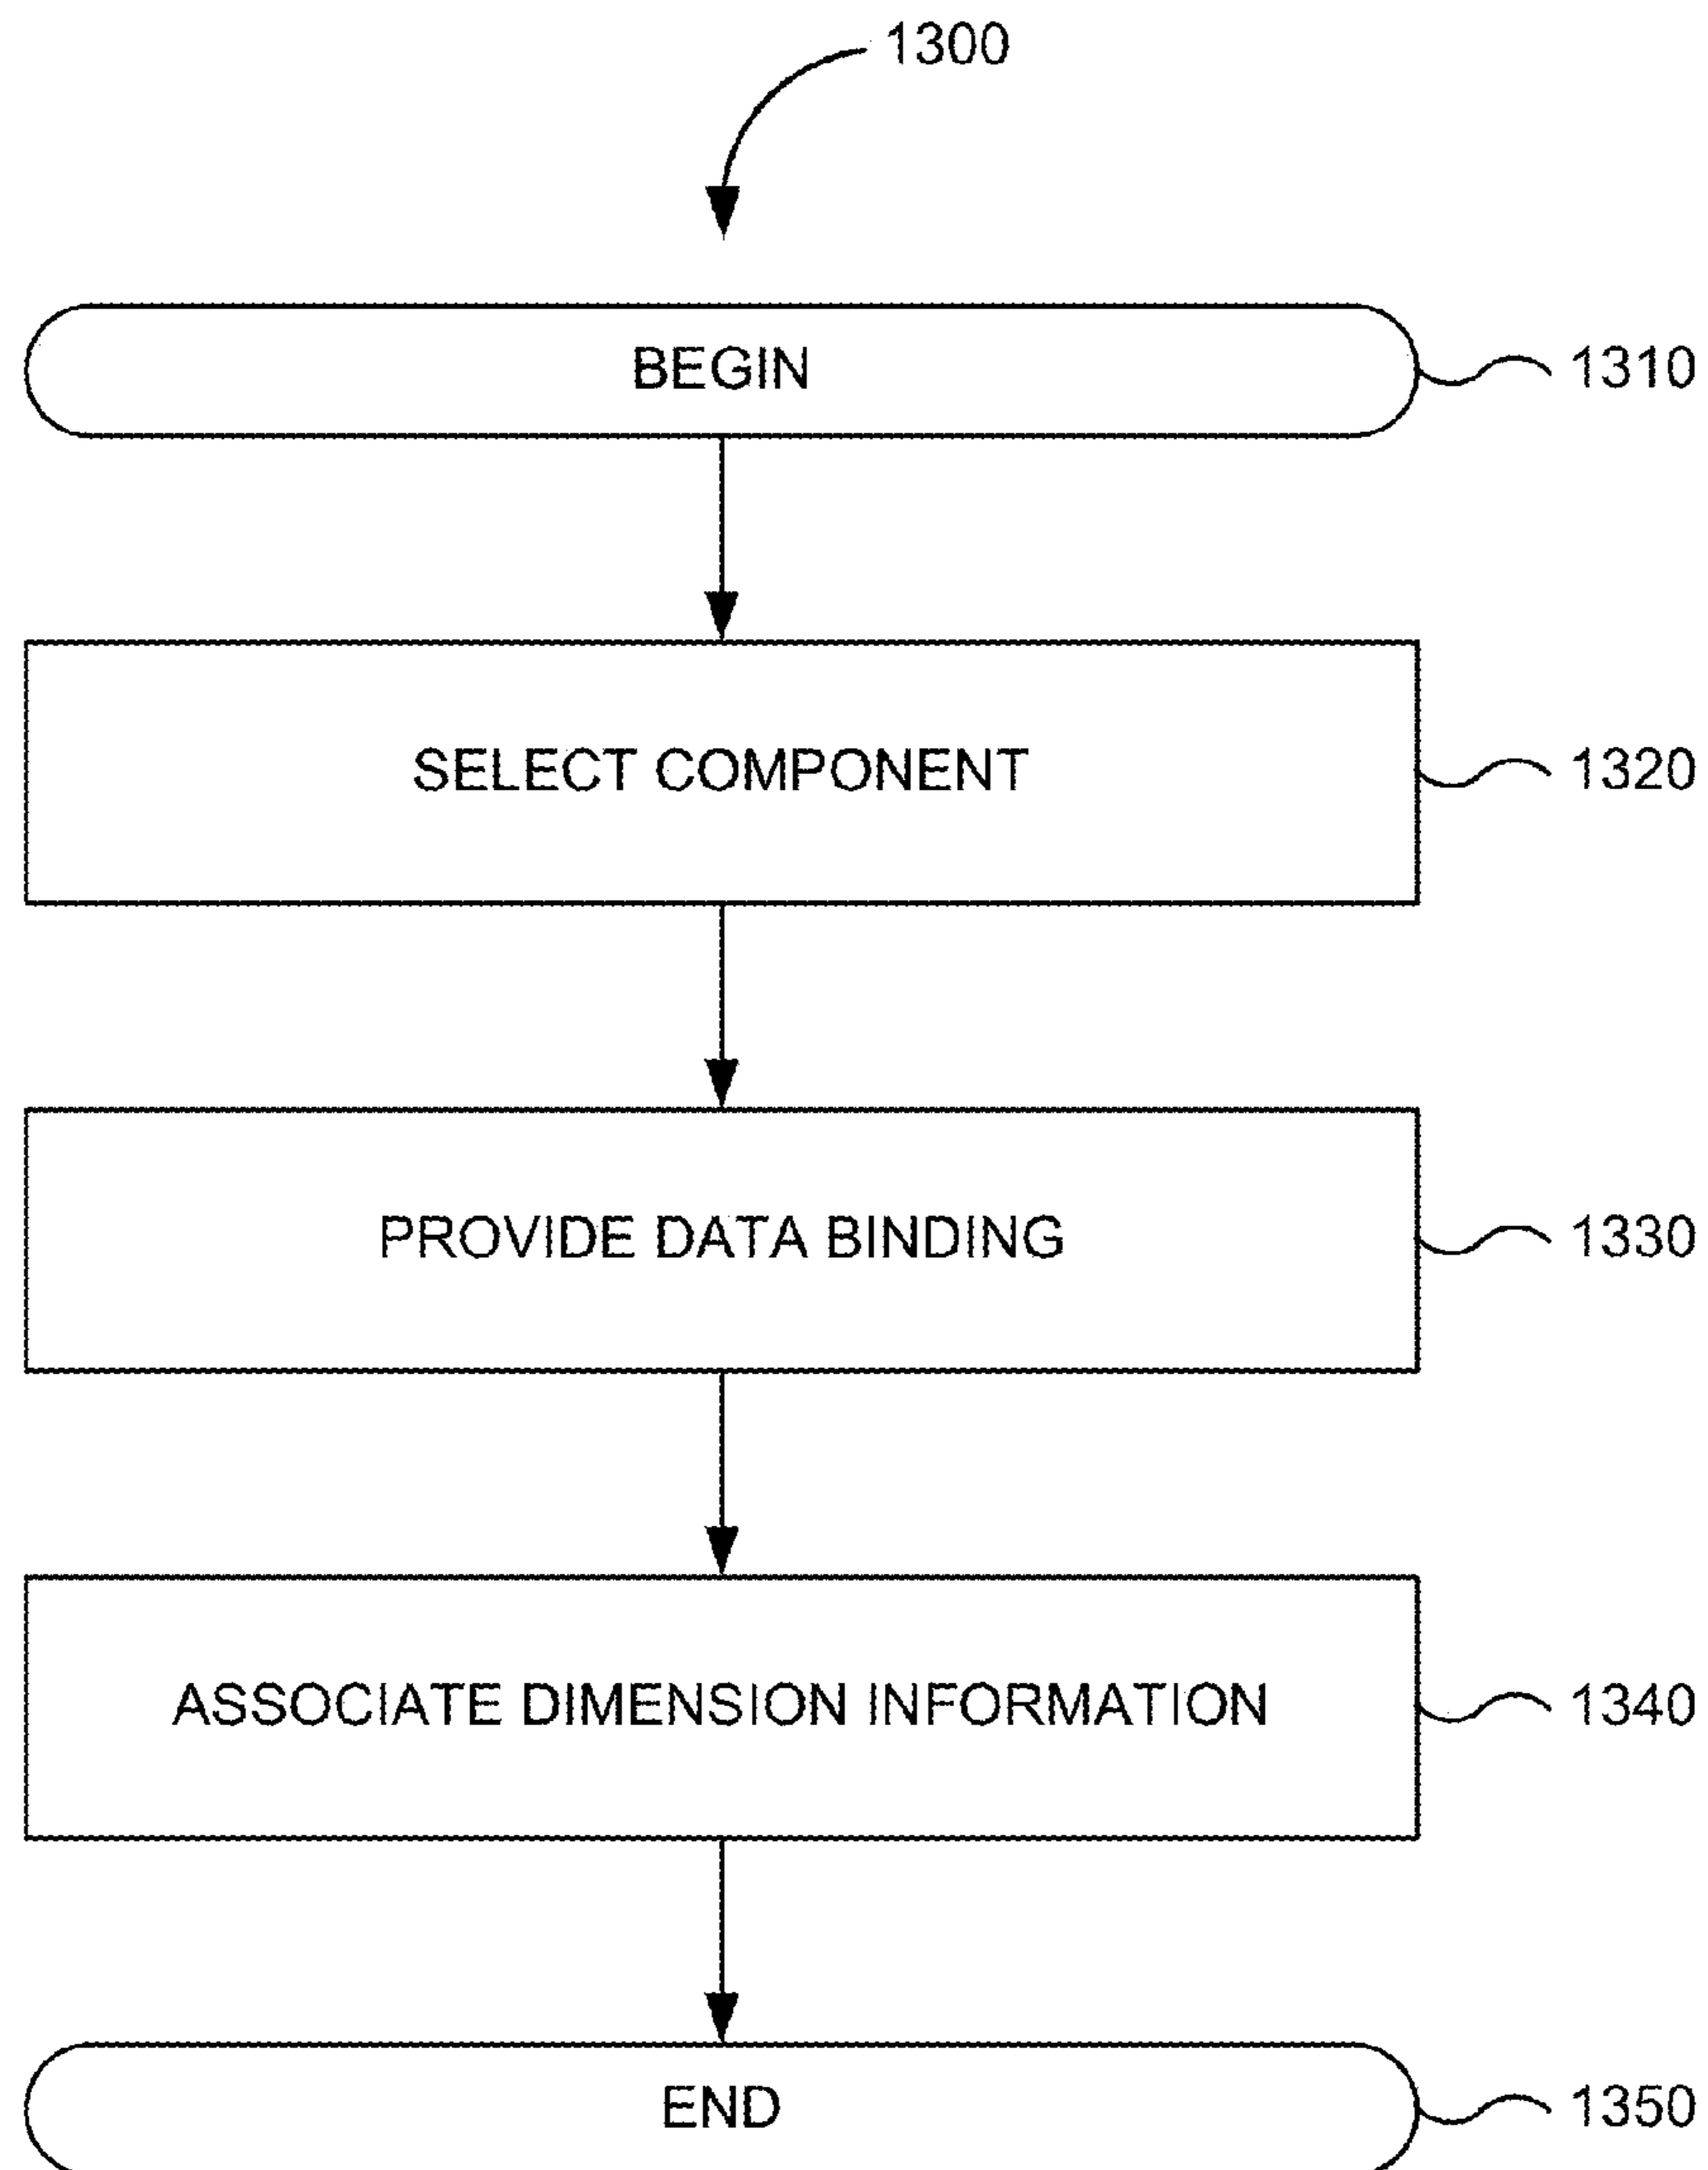 1300
BEGIN
1310
SELECT COMPONENT
1320
PROVIDE DATA BINDING
1330
ASSOCIATE DIMENSION INFORMATION
1340
END
1350